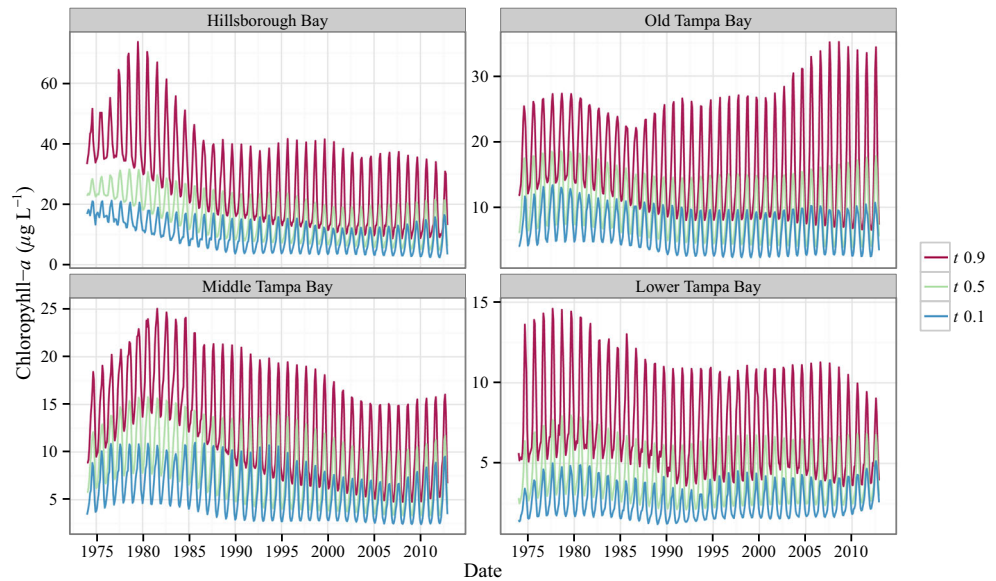 Hillsborough Bay
Old Tampa Bay
60
40
20
0
30
20
10
Chloropyhll−a (μg L⁻¹)
t 0.9
t 0.5
t 0.1
Middle Tampa Bay
Lower Tampa Bay
25
20
15
10
5
15
10
5
1975 1980 1985 1990 1995 2000 2005 2010
1975 1980 1985 1990 1995 2000 2005 2010
Date